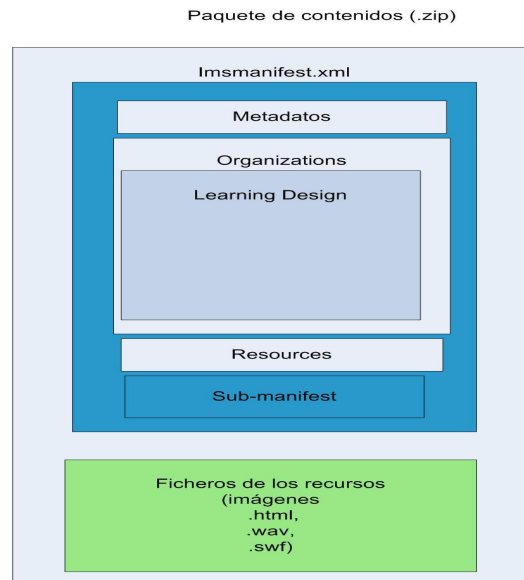 Paquete de contenidos (.zip)
Imsmanifest.xml
Metadatos
Organizations
Learning Design
Resources
Sub-manifest
Ficheros de los recursos
(imágenes
.html,
.wav,
.swf)